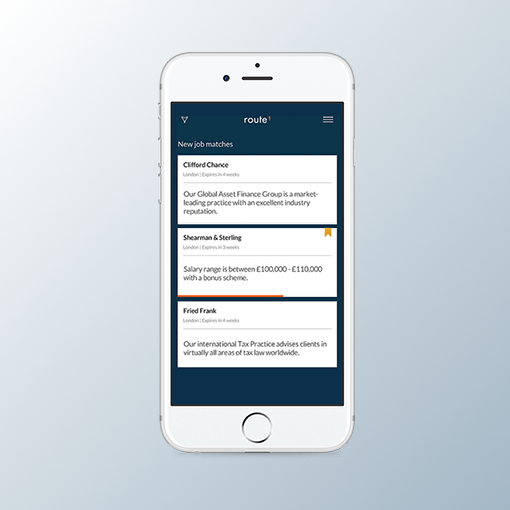 route¹
New job matches
Clifford Chance
London | Expires in 4 weeks
Our Global Asset Finance Group is a market-
leading practice with an excellent industry
reputation.
Shearman & Sterling
London | Expires in 3 weeks
Salary range is between £100,000 - £110,000
with a bonus scheme.
Fried Frank
London | Expires in 4 weeks
Our international Tax Practice advises clients in
virtually all areas of tax law worldwide.